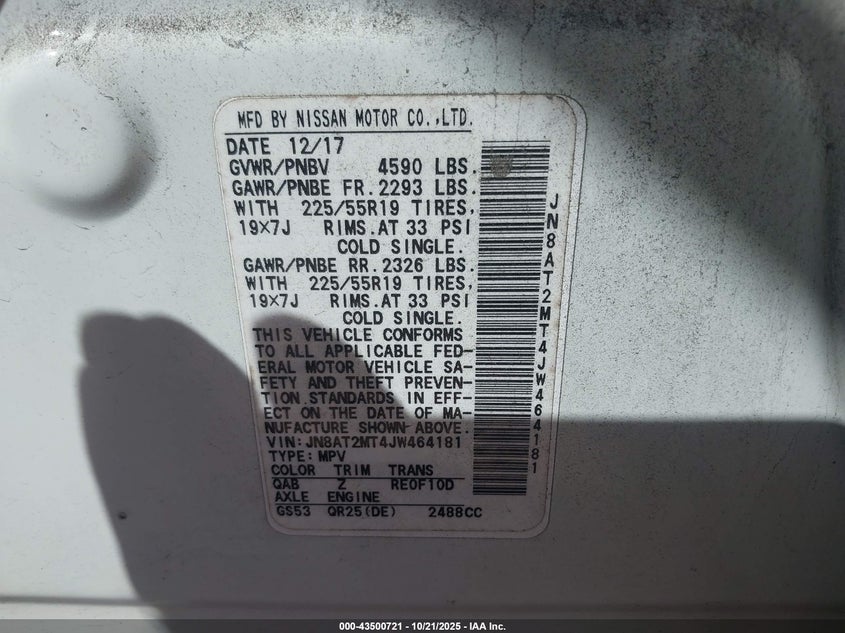 MFD BY NISSAN MOTOR CO.,LTD.
DATE 12/17
GVWR/PNBV 4590 LBS.
GAWR/PNBE FR.2293 LBS.
WITH 225/55R19 TIRES,
19×7J RIMS.AT 33 PSI
COLD SINGLE.
GAWR/PNBE RR.2326 LBS.
WITH 225/55R19 TIRES,
19×7J RIMS.AT 33 PSI
COLD SINGLE.
THIS VEHICLE CONFORMS
TO ALL APPLICABLE FED-
ERAL MOTOR VEHICLE SA-
FETY AND THEFT PREVEN-
TION STANDARDS IN EFF-
ECT ON THE DATE OF MA-
NUFACTURE SHOWN ABOVE.
VIN:JN8AT2MT4JW464181
TYPE:MPV
COLOR TRIM TRANS
QAB Z RE0F10D
AXLE ENGINE
GS53 QR25(DE) 2488CC
JN8AT2MT4JW464181
000-43500721 - 10/21/2025 - IAA Inc.